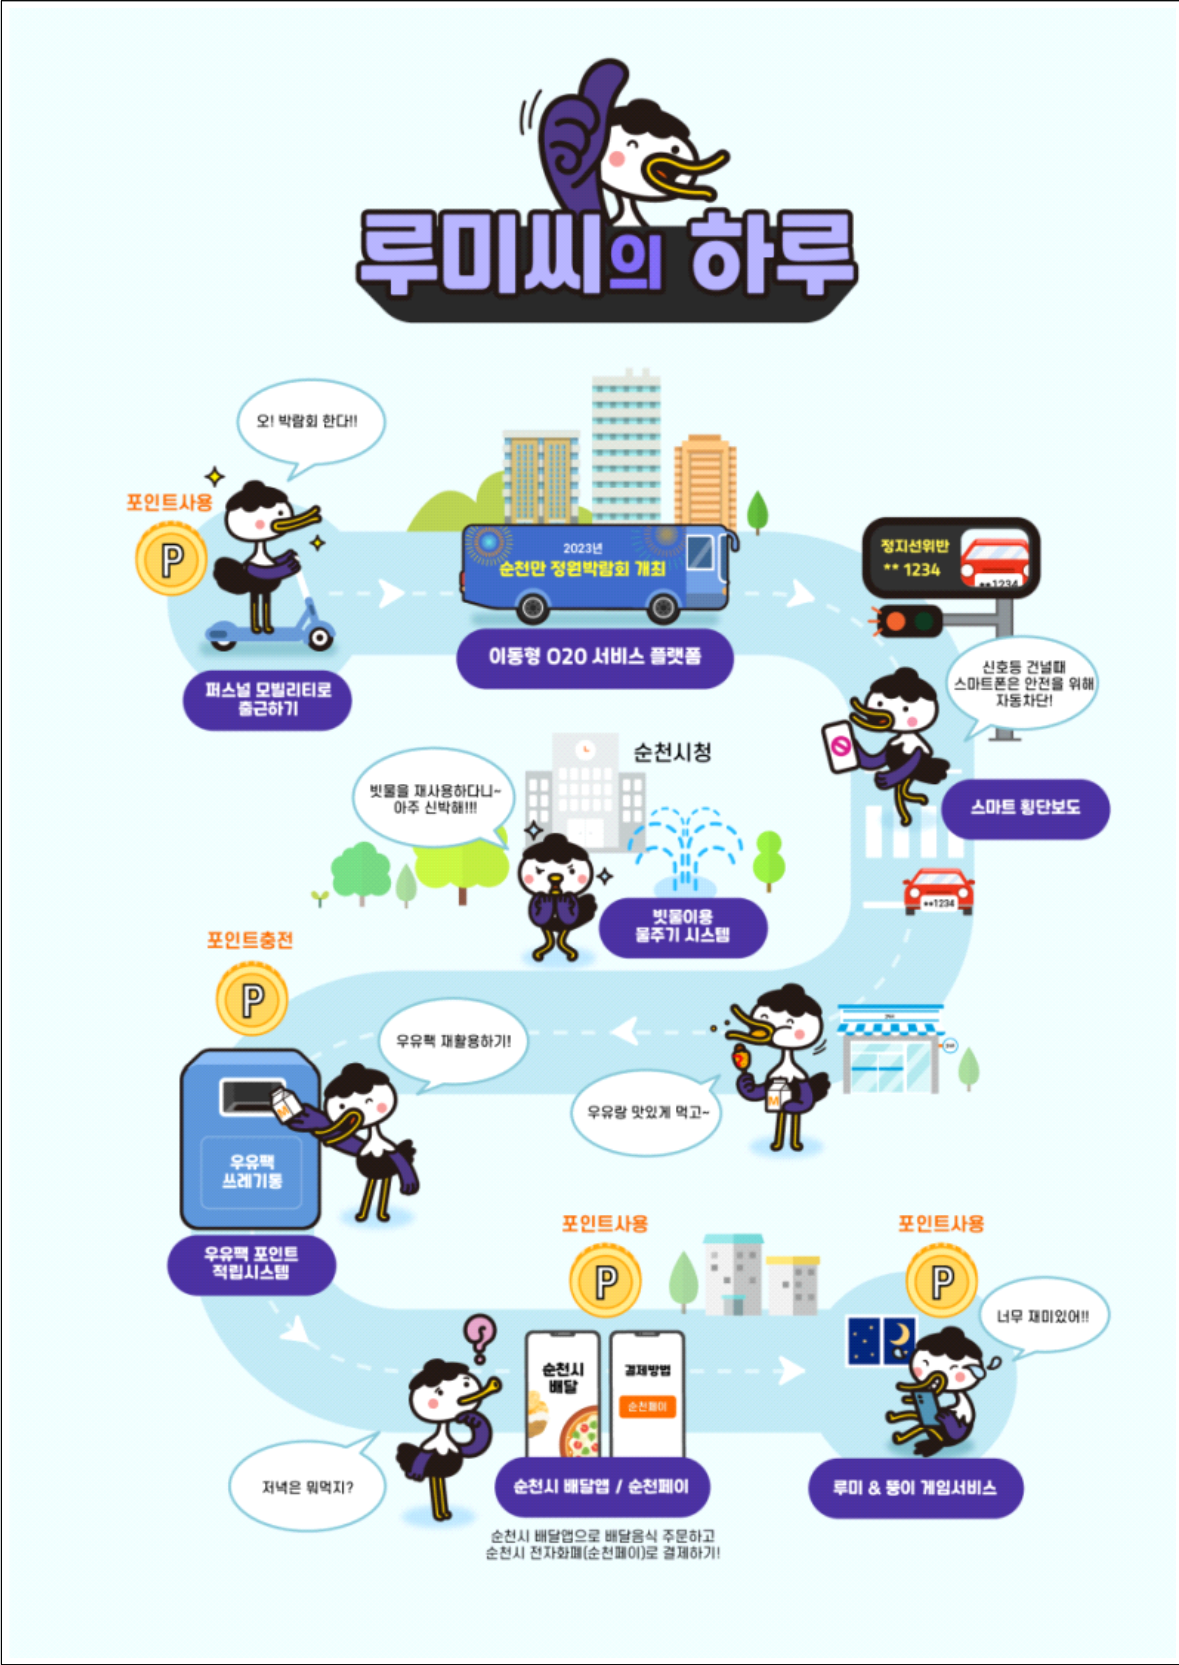 루미씨의 하루
오! 박람회 한다!!
포인트사용
P
퍼스널 모빌리티로
출근하기
2023년
순천만 정원박람회 개최
이동형 O2O 서비스 플랫폼
정지선위반
** 1234
**1234
신호등 건널때
스마트폰은 안전을 위해
자동차단!
스마트 횡단보도
**1234
순천시청
빗물을 재사용하다니~
아주 신박해!!!
빗물이용
물주기 시스템
포인트충전
P
우유팩 재활용하기!
M
우유팩
쓰레기통
우유팩 포인트
적립시스템
우유랑 맛있게 먹고~
M
저녁은 뭐먹지?
포인트사용
P
순천시
배달
결제방법
순천페이
순천시 배달앱 / 순천페이
순천시 배달앱으로 배달음식 주문하고
순천시 전자화폐(순천페이)로 결제하기!
포인트사용
P
너무 재미있어!!
루미 & 뚱이 게임서비스